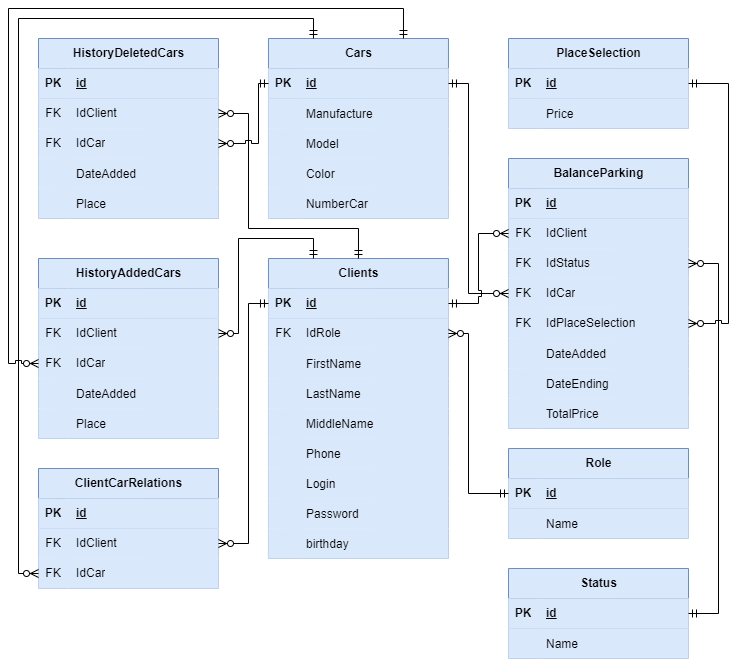 HistoryDeletedCars
PK id
FK IdClient
FK IdCar
DateAdded
Place
Cars
PK id
Manufacture
Model
Color
NumberCar
PlaceSelection
PK id
Price
BalanceParking
PK id
FK IdClient
FK IdStatus
FK IdCar
FK IdPlaceSelection
DateAdded
DateEnding
TotalPrice
HistoryAddedCars
PK id
FK IdClient
FK IdCar
DateAdded
Place
Clients
PK id
FK IdRole
FirstName
LastName
MiddleName
Phone
Login
Password
birthday
ClientCarRelations
PK id
FK IdClient
FK IdCar
Role
PK id
Name
Status
PK id
Name